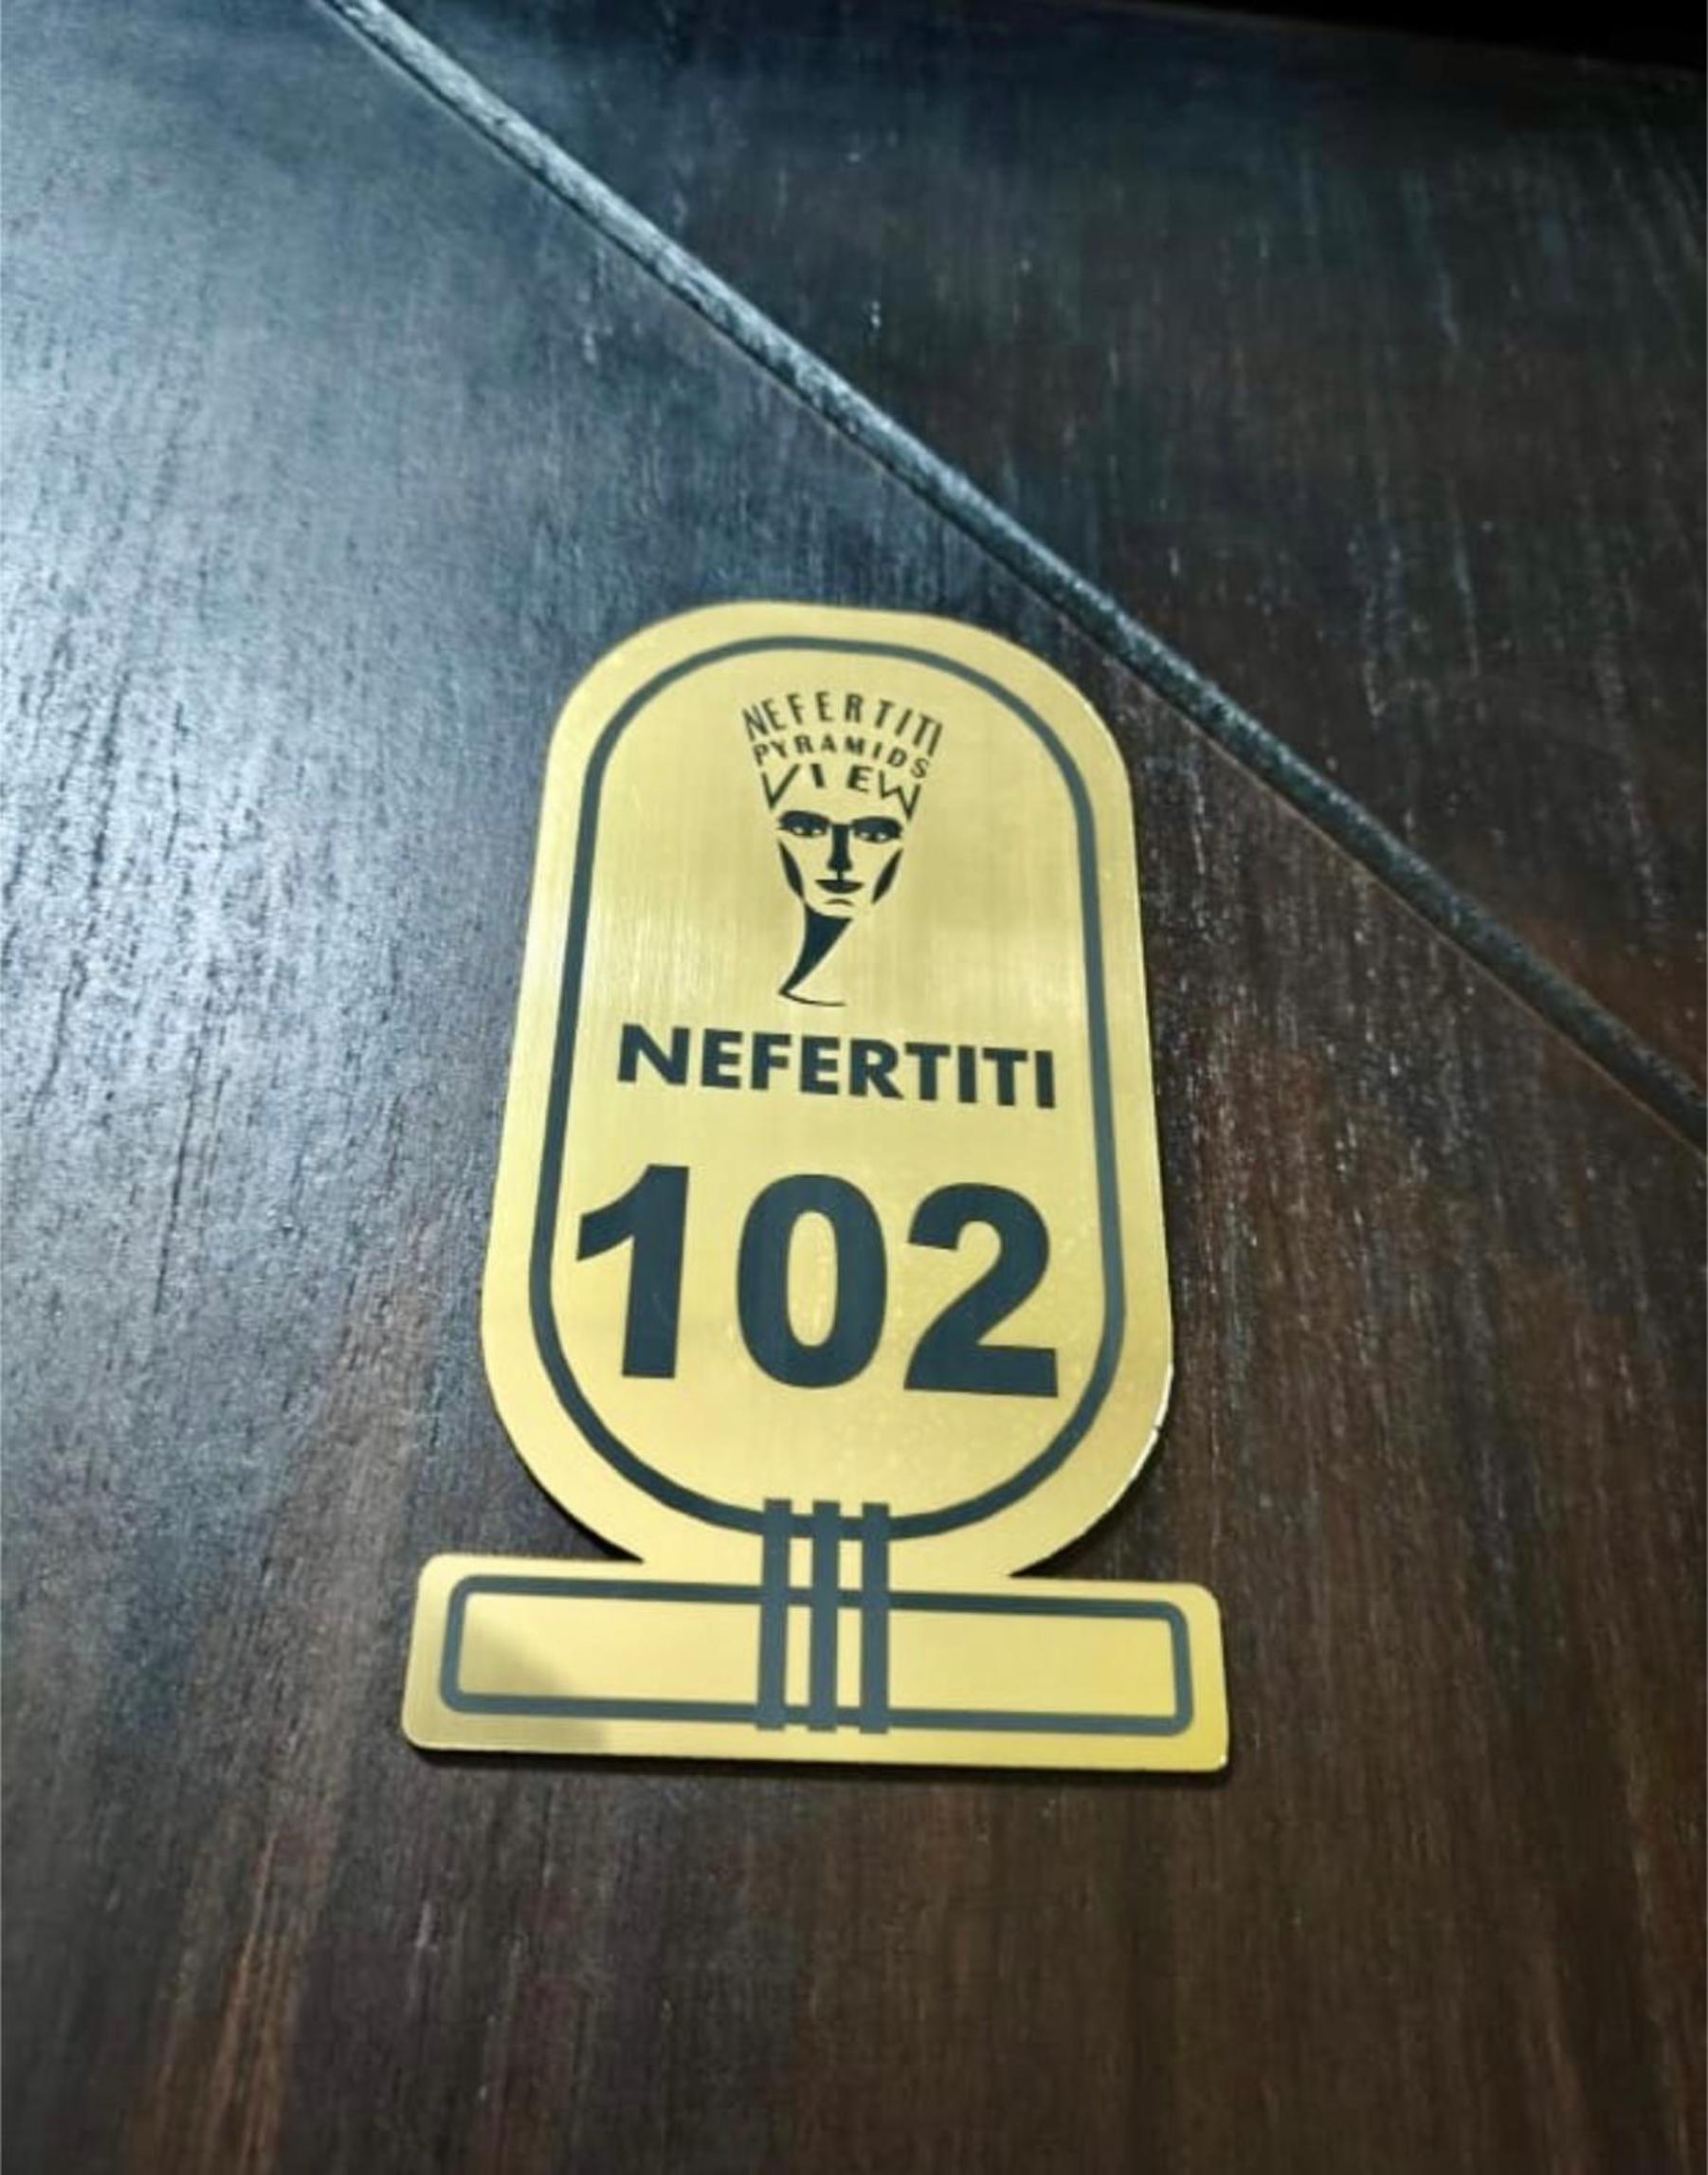 NEFERTITI
PYRAMIDS
VIEW
NEFERTITI
102